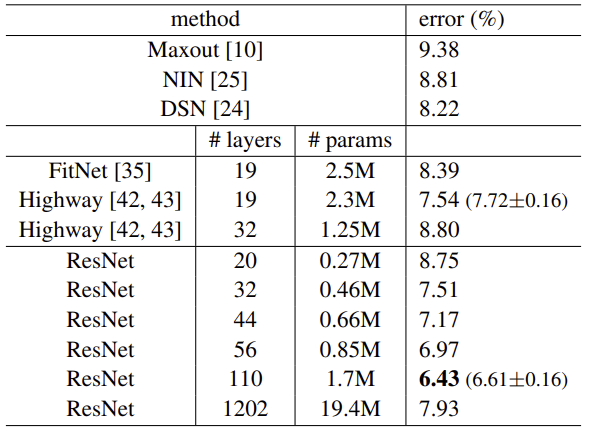 method error (%)
Maxout [10] 9.38
NIN [25] 8.81
DSN [24] 8.22
# layers # params
FitNet [35] 19 2.5M 8.39
Highway [42, 43] 19 2.3M 7.54 (7.72±0.16)
Highway [42, 43] 32 1.25M 8.80
ResNet 20 0.27M 8.75
ResNet 32 0.46M 7.51
ResNet 44 0.66M 7.17
ResNet 56 0.85M 6.97
ResNet 110 1.7M 6.43 (6.61±0.16)
ResNet 1202 19.4M 7.93